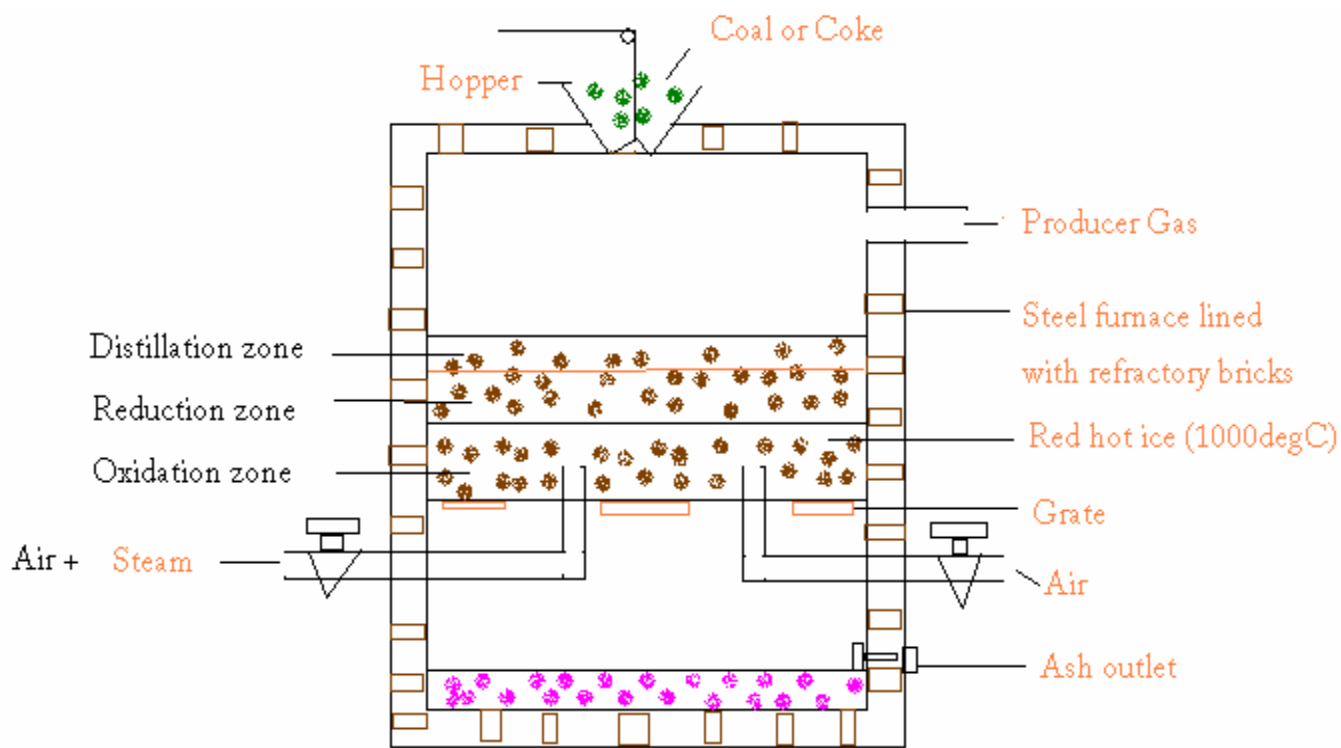 Coal or Coke
Hopper
Producer Gas
Steel furnace lined
with refractory bricks
Distillation zone
Reduction zone
Red hot ice (1000degC)
Oxidation zone
Grate
Air + Steam
Air
Ash outlet